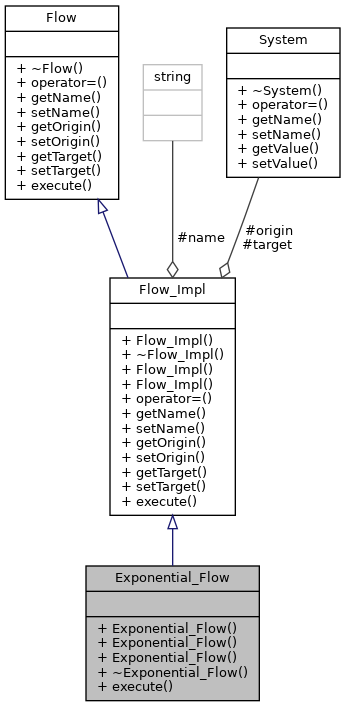 Flow
+ ~Flow()
+ operator=()
+ getName()
+ setName()
+ getOrigin()
+ setOrigin()
+ getTarget()
+ setTarget()
+ execute()
string
System
+ ~System()
+ operator=()
+ getName()
+ setName()
+ getValue()
+ setValue()
#name
#origin
#target
Flow_Impl
+ Flow_Impl()
+ ~Flow_Impl()
+ Flow_Impl()
+ Flow_Impl()
+ operator=()
+ getName()
+ setName()
+ getOrigin()
+ setOrigin()
+ getTarget()
+ setTarget()
+ execute()
Exponential_Flow
+ Exponential_Flow()
+ Exponential_Flow()
+ Exponential_Flow()
+ ~Exponential_Flow()
+ execute()